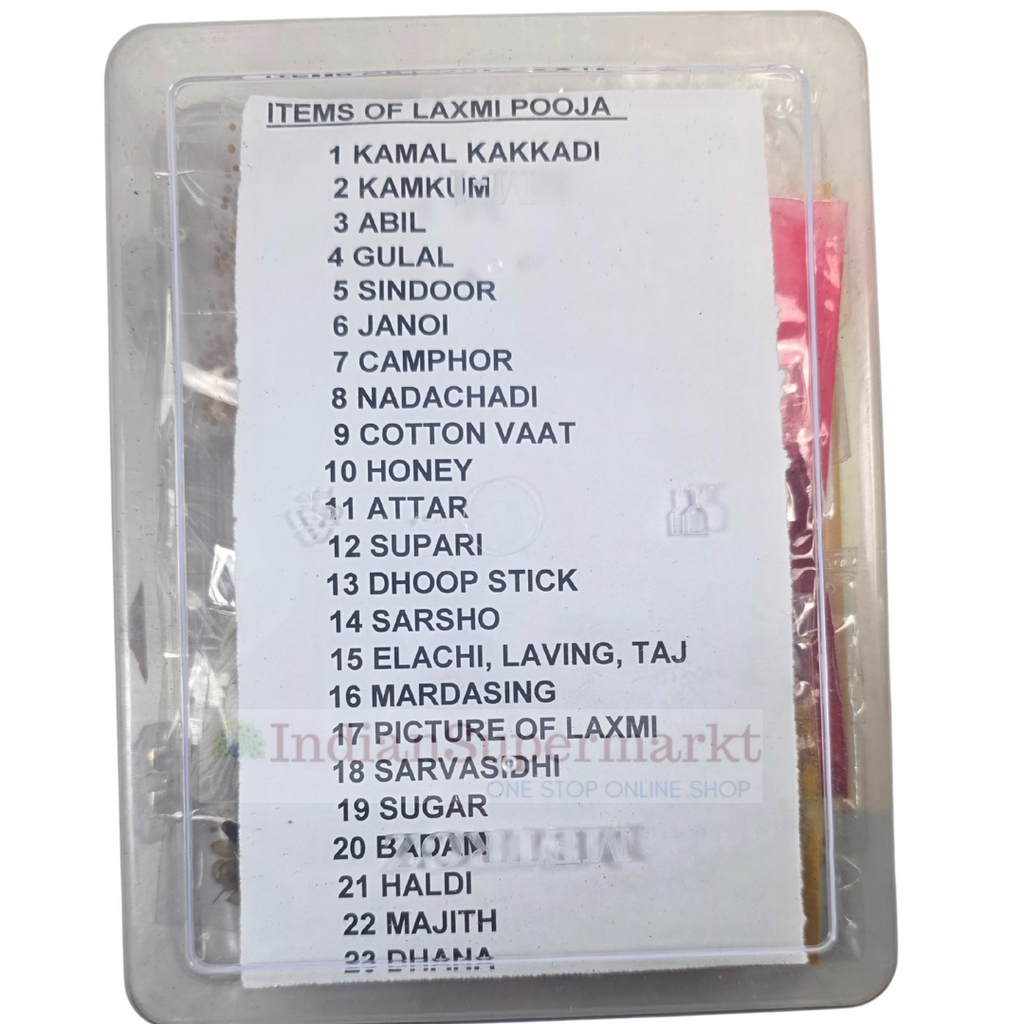 ITEMS OF LAXMI POOJA
1 KAMAL KAKKADI
2 KAMKUM
3 ABIL
4 GULAL
5 SINDOOR
6 JANOI
7 CAMPHOR
8 NADACHADI
9 COTTON VAAT
10 HONEY
11 ATTAR
12 SUPARI
13 DHOOP STICK
14 SARSHO
15 ELACHI, LAVING, TAJ
16 MARDASING
17 PICTURE OF LAXMI
IndianSupermarkt
18 SARVASIDHI
ONE STOP ONLINE SHOP
19 SUGAR
20 BADAM
21 HALDI
22 MAJITH
23 DHANA